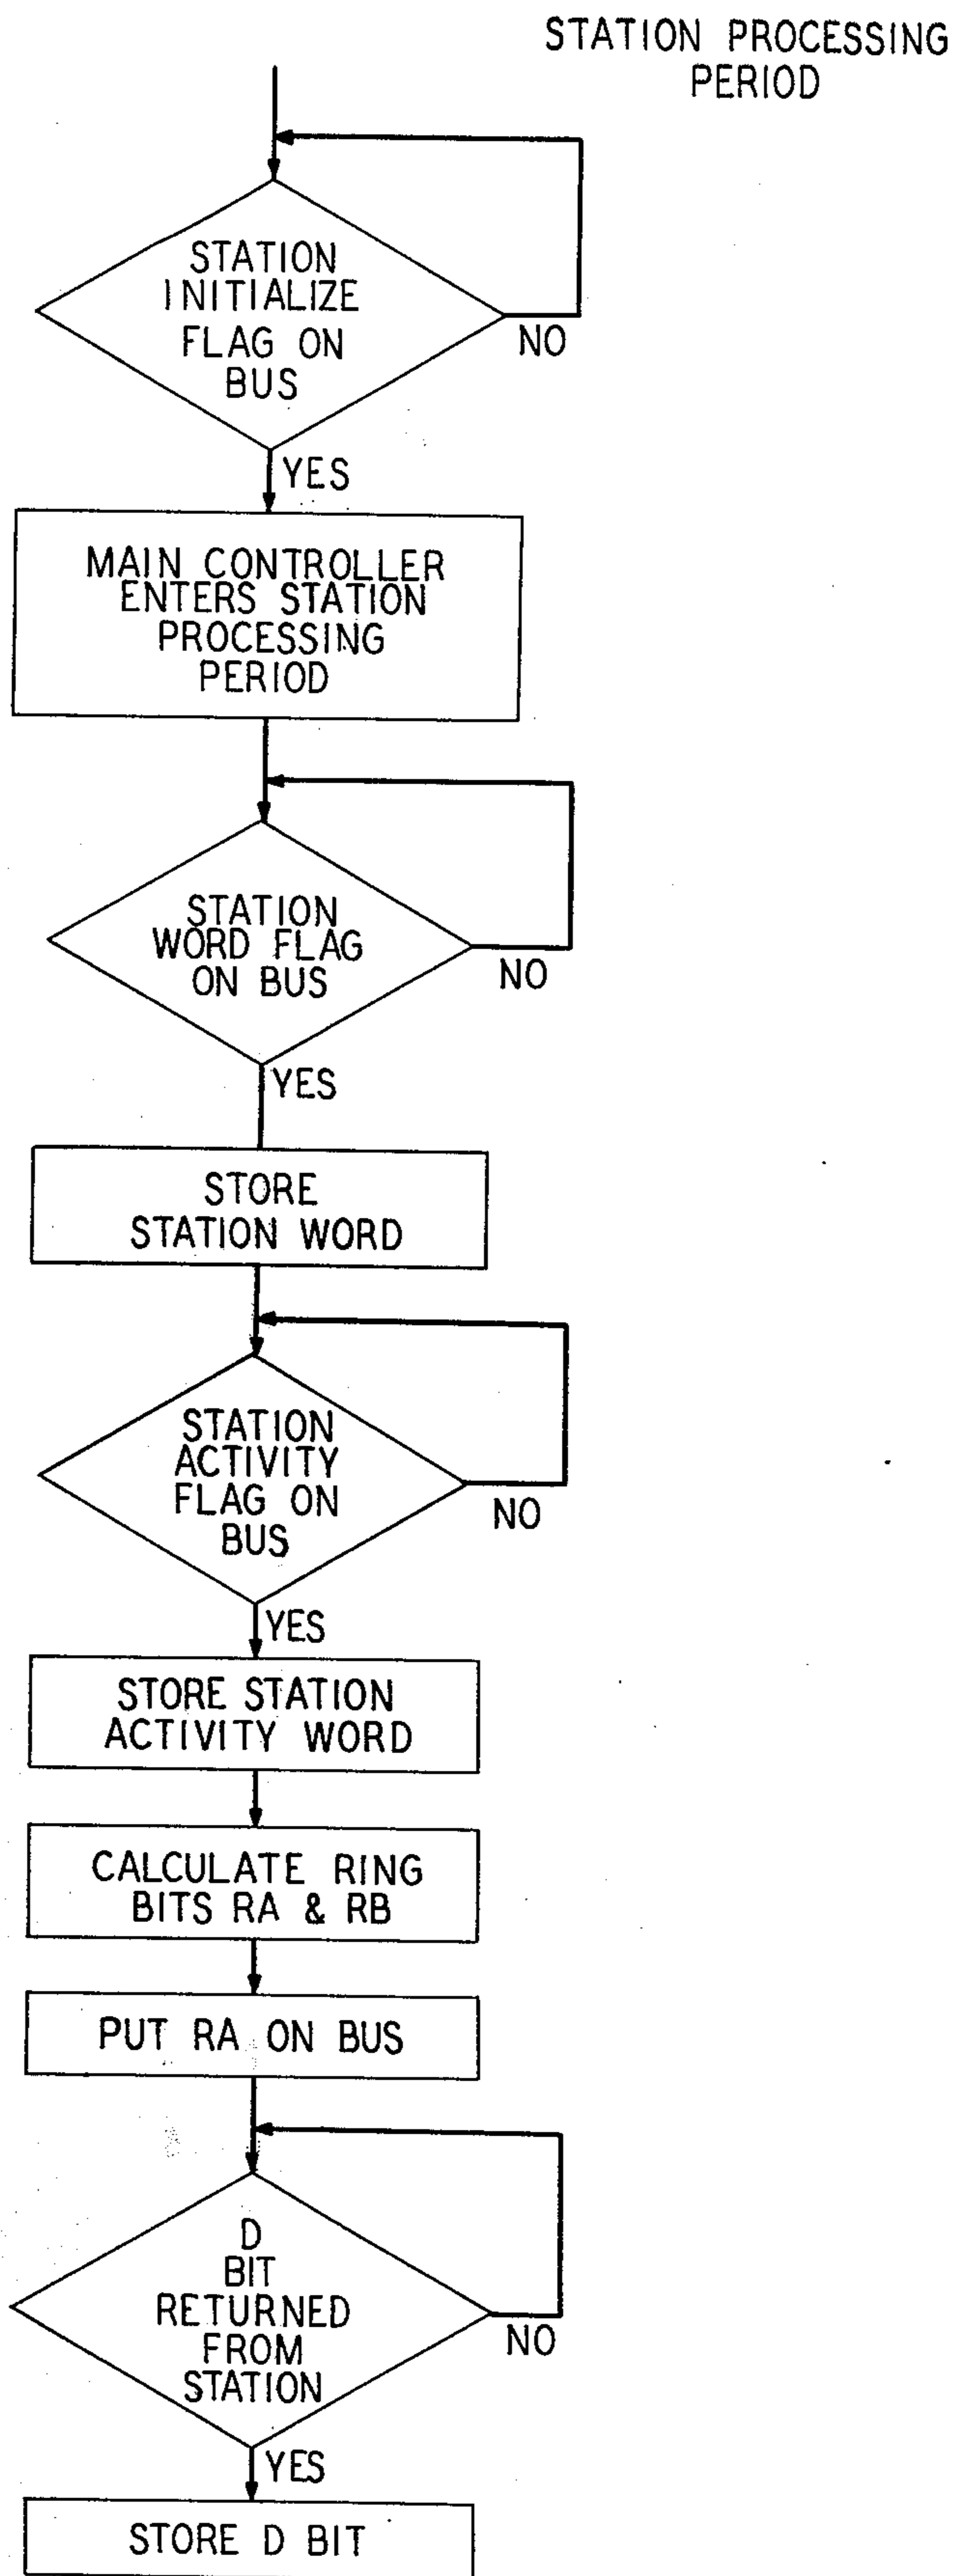 STATION PROCESSING
PERIOD
STATION
INITIALIZE
FLAG ON
BUS
NO
YES
MAIN CONTROLLER
ENTERS STATION
PROCESSING
PERIOD
STATION
WORD FLAG
ON BUS
NO
YES
STORE
STATION WORD
STATION
ACTIVITY
FLAG ON
BUS
NO
YES
STORE STATION
ACTIVITY WORD
CALCULATE RING
BITS RA & RB
PUT RA ON BUS
D
BIT
RETURNED
FROM
STATION
NO
YES
STORE D BIT